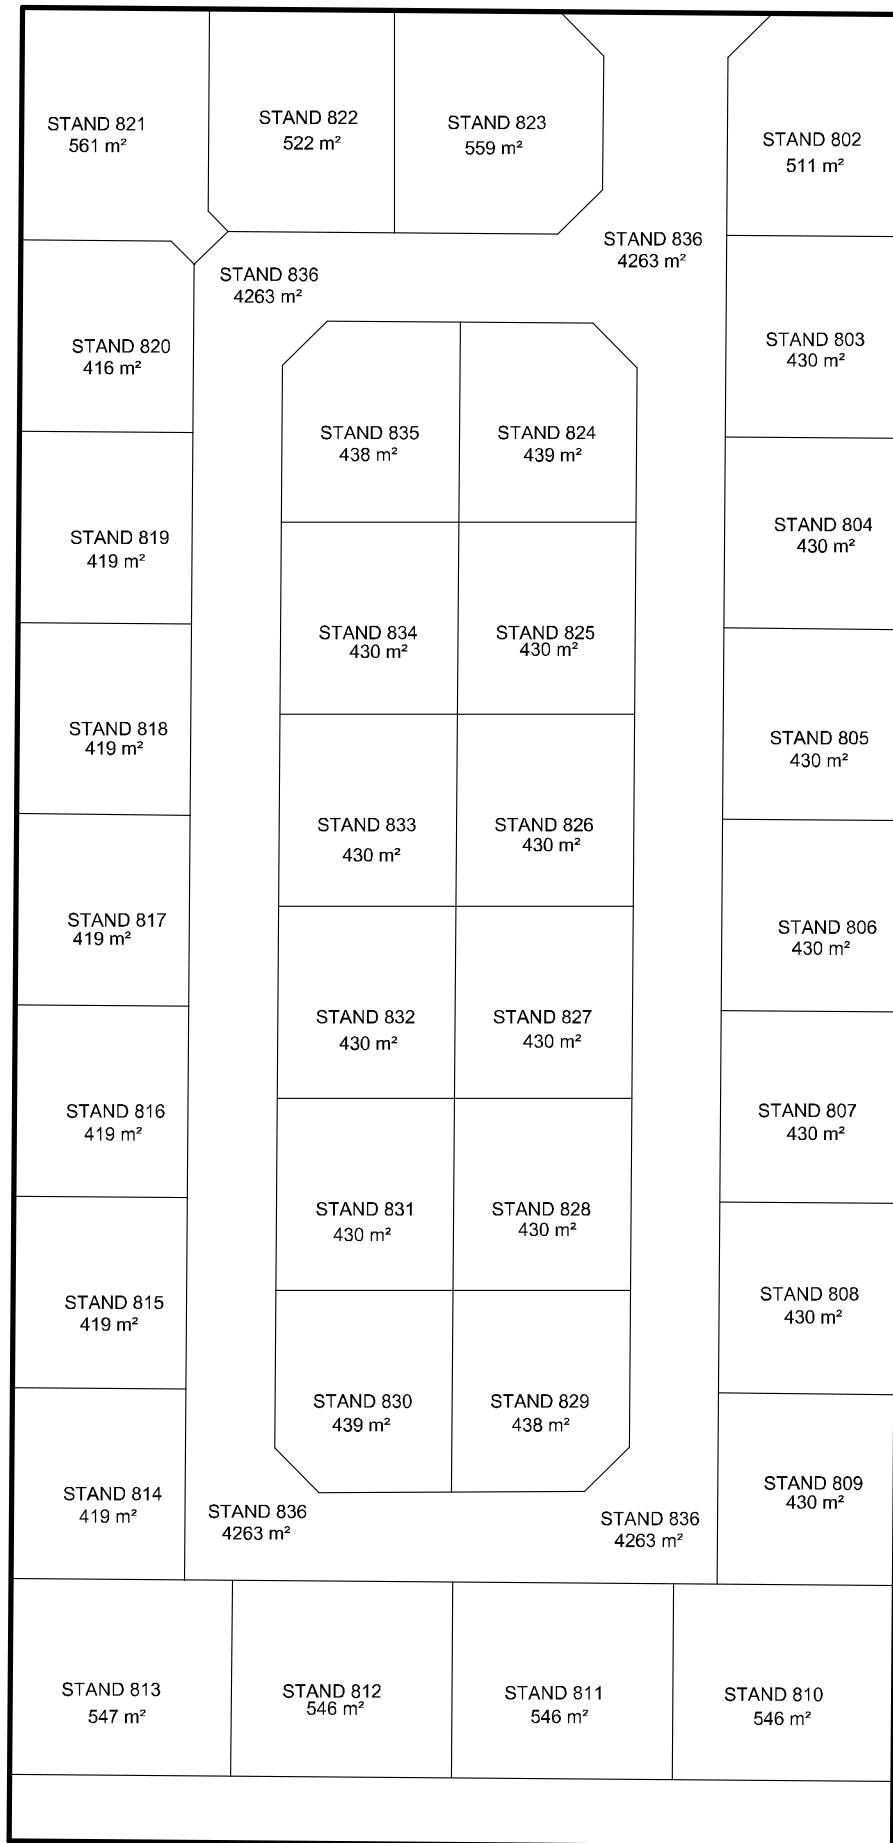 STAND 821
561 m²
STAND 822
522 m²
STAND 823
559 m²
STAND 802
511 m²
STAND 836
4263 m²
STAND 836
4263 m²
STAND 820
416 m²
STAND 803
430 m²
STAND 835
438 m²
STAND 824
439 m²
STAND 819
419 m²
STAND 804
430 m²
STAND 834
430 m²
STAND 825
430 m²
STAND 818
419 m²
STAND 805
430 m²
STAND 833
430 m²
STAND 826
430 m²
STAND 817
419 m²
STAND 806
430 m²
STAND 832
430 m²
STAND 827
430 m²
STAND 816
419 m²
STAND 807
430 m²
STAND 831
430 m²
STAND 828
430 m²
STAND 815
419 m²
STAND 808
430 m²
STAND 830
439 m²
STAND 829
438 m²
STAND 814
419 m²
STAND 809
430 m²
STAND 836
4263 m²
STAND 836
4263 m²
STAND 813
547 m²
STAND 812
546 m²
STAND 811
546 m²
STAND 810
546 m²